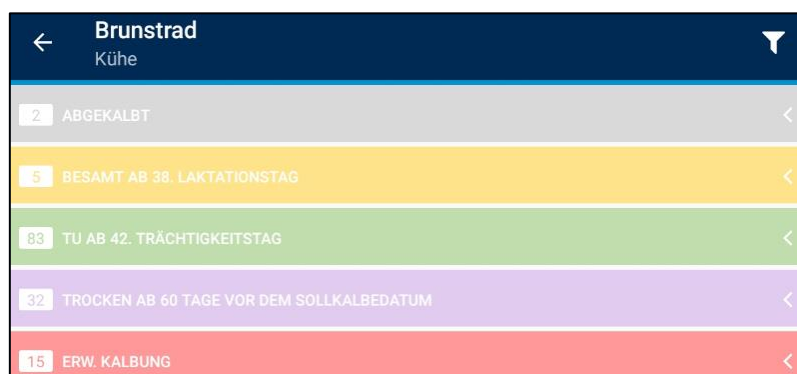 Brunstrad
Kühe
2 ABGEKALBT
5 BESAMT AB 38. LAKTATIONSTAG
83 TU AB 42. TRÄCHTIGKEITSTAG
32 TROCKEN AB 60 TAGE VOR DEM SOLLKALBEDATUM
15 ERW. KALBUNG